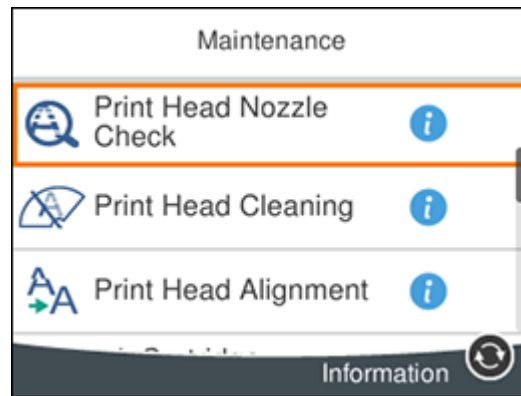 Maintenance
Print Head Nozzle
Check
Print Head Cleaning
Print Head Alignment
Information